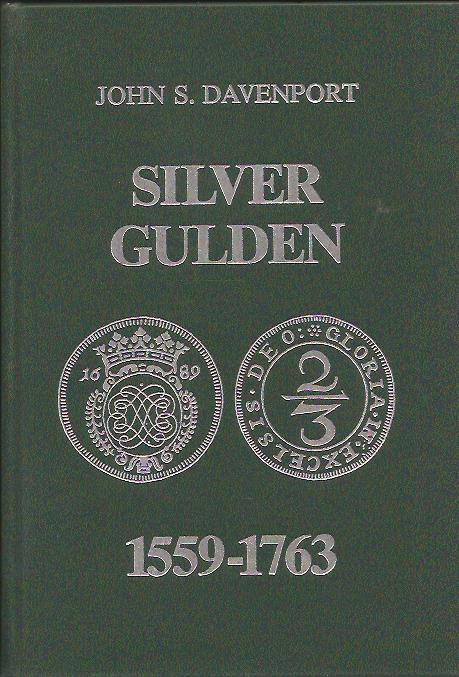 JOHN S. DAVENPORT
SILVER
GULDEN
16 89
GLORIA·IN·EXCELSIS·DEO:
2
3
1559-1763